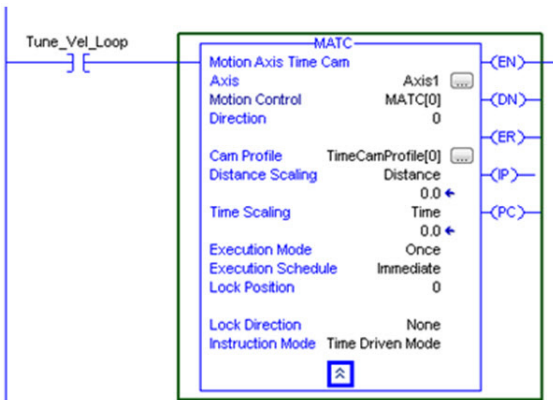 Tune_Vel_Loop
MATC
Motion Axis Time Cam
Axis Axis1 ...
Motion Control MATC[0]
Direction 0
Cam Profile TimeCamProfile[0] ...
Distance Scaling Distance
0.0
Time Scaling Time
0.0
Execution Mode Once
Execution Schedule Immediate
Lock Position 0
Lock Direction None
Instruction Mode Time Driven Mode
EN
DN
ER
IP
PC